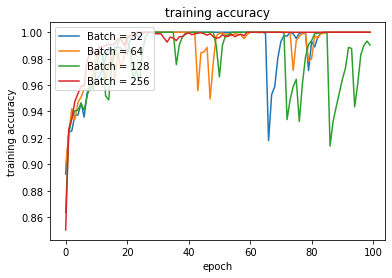 training accuracy
1.00
0.98
0.96
0.94
0.92
0.90
0.88
0.86
training accuracy
Batch = 32
Batch = 64
Batch = 128
Batch = 256
0
20
40
60
80
100
epoch